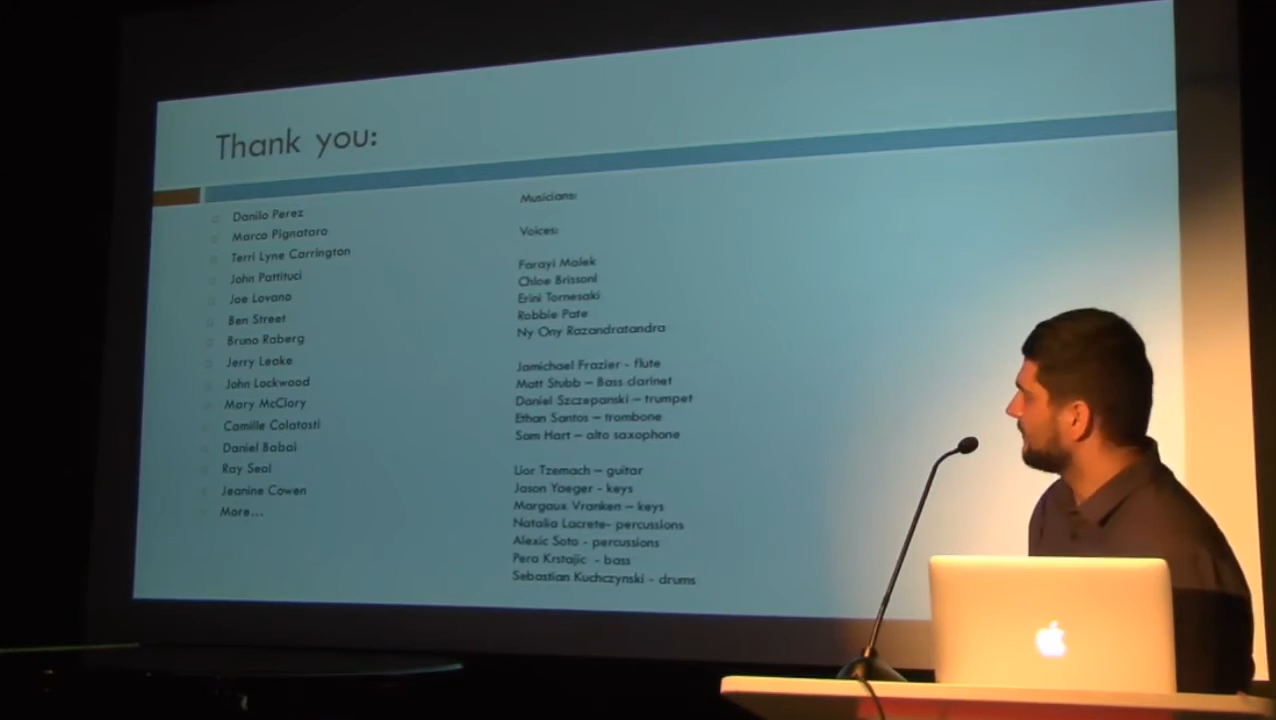 Thank you:
Danilo Perez
Marco Pignataro
Terri Lyne Carrington
John Patitucci
Joe Lovano
Ben Street
Bruno Raberg
Jerry Leake
John Lockwood
Mary McClory
Camille Colatosti
Daniel Babai
Ray Seol
Jeanine Cowen
More...
Musicians:
Voices:
Farayi Malek
Chloe Brissoni
Erini Tornesaki
Robbie Pate
Ny Ony Razandratandra
Jamichael Frazier - flute
Matt Stubb – Bass clarinet
Daniel Szczepanski – trumpet
Ethan Santos – trombone
Sam Hart – alto saxophone
Lior Tzemach – guitar
Jason Yaeger - keys
Margaux Vranken – keys
Natalia Lacrete- percussions
Alexic Soto - percussions
Pera Krstajic - bass
Sebastian Kuchczynski - drums